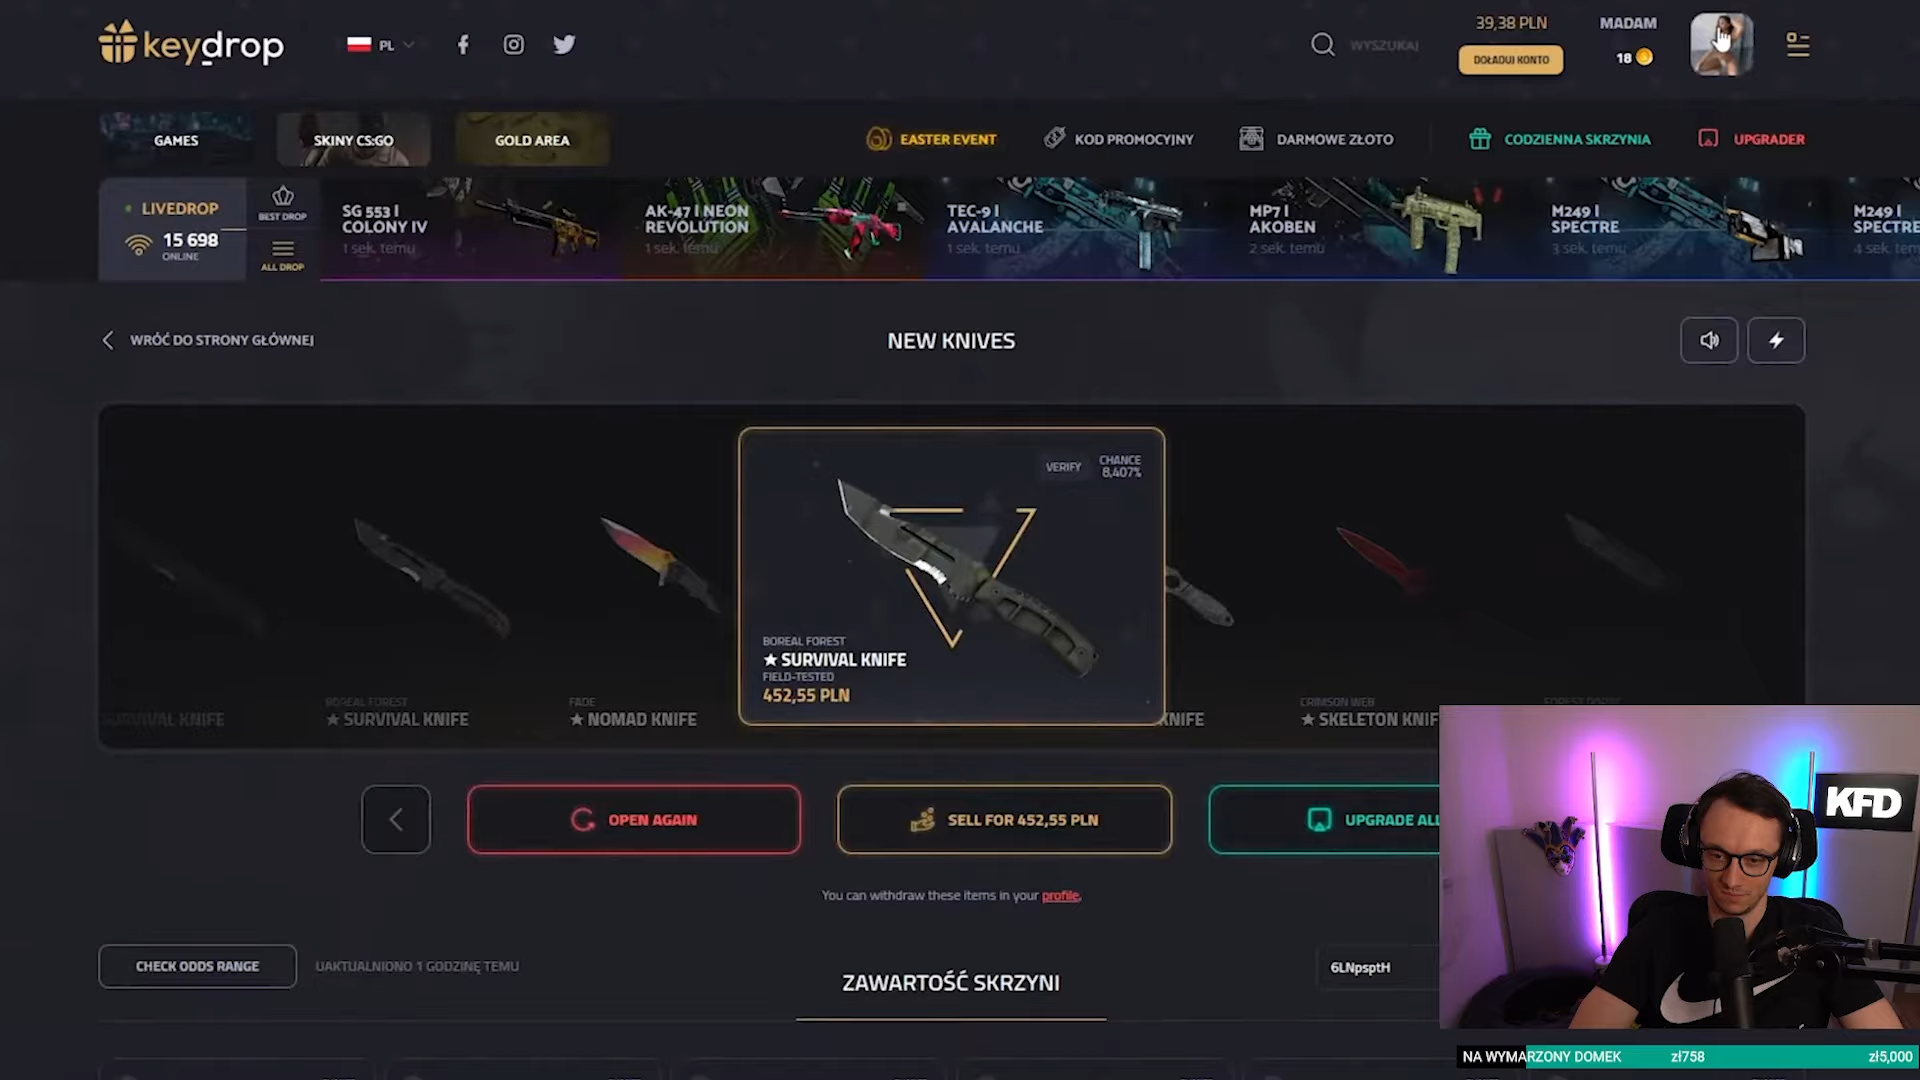 keydrop
PL
WYSZUKAJ
39,38 PLN
DOŁADUJ KONTO
MADAM
18
GAMES
SKINY CS:GO
GOLD AREA
EASTER EVENT
KOD PROMOCYJNY
DARMOWE ZŁOTO
CODZIENNA SKRZYNIA
UPGRADER
LIVEDROP
15 698
ONLINE
BEST DROP
ALL DROP
SG 553 |
COLONY IV
1 sek. temu
AK-47 | NEON
REVOLUTION
1 sek. temu
TEC-9 |
AVALANCHE
1 sek. temu
MP7 |
AKOBEN
2 sek. temu
M249 |
SPECTRE
3 sek. temu
M249 |
SPECTRE
4 sek.
WRÓĆ DO STRONY GŁÓWNEJ
NEW KNIVES
VERIFY
CHANCE
8,407%
BOREAL FOREST
★ SURVIVAL KNIFE
FIELD-TESTED
452,55 PLN
SURVIVAL KNIFE
BOREAL FOREST
★ SURVIVAL KNIFE
FADE
★ NOMAD KNIFE
KNIFE
CRIMSON WEB
★ SKELETON KNIF
OPEN AGAIN
SELL FOR 452,55 PLN
UPGRADE ALL
You can withdraw these items in your profile.
CHECK ODDS RANGE
UAKTUALNIONO 1 GODZINĘ TEMU
ZAWARTOŚĆ SKRZYNI
6LNpsptH
KFD
NA WYMARZONY DOMEK
zł758
zł5,000